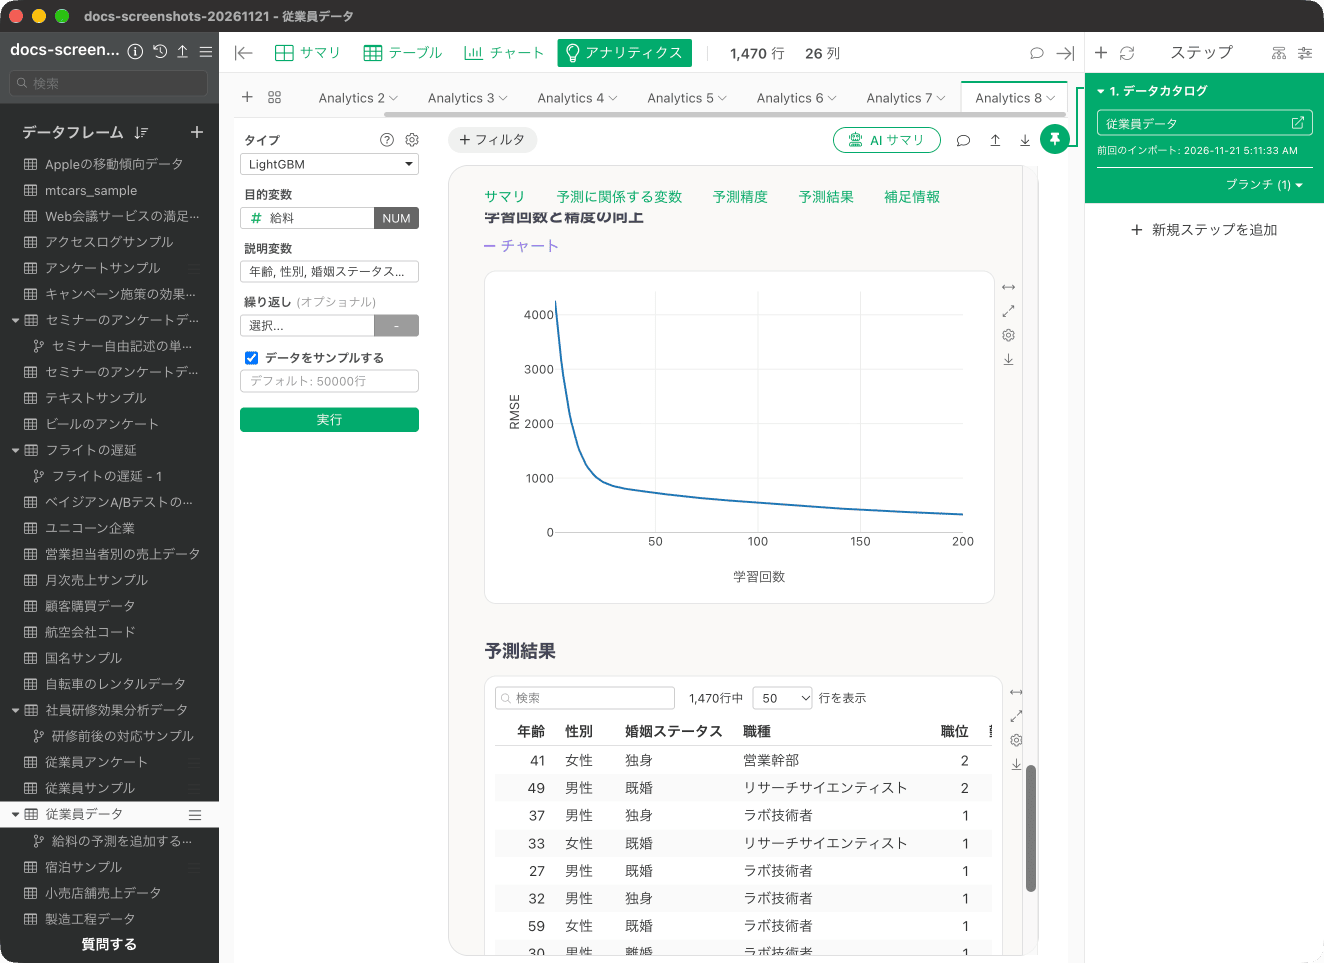 docs-screenshots-20261121 - 従業員データ
docs-screen...
検索
データフレーム
Appleの移動傾向データ
mtcars_sample
Web会議サービスの満足…
アクセスログサンプル
アンケートサンプル
キャンペーン施策の効果…
セミナーのアンケートデ…
セミナー自由記述の単…
セミナーのアンケートデ…
テキストサンプル
ビールのアンケート
フライトの遅延
フライトの遅延 - 1
ベイジアンA/Bテストの…
ユニコーン企業
営業担当者別の売上データ
月次売上サンプル
顧客購買データ
航空会社コード
国名サンプル
自転車のレンタルデータ
社員研修効果分析データ
研修前後の対応サンプル
従業員アンケート
従業員サンプル
従業員データ
給料の予測を追加する…
宿泊サンプル
小売店舗売上データ
製造工程データ
質問する
サマリ
テーブル
チャート
アナリティクス
1,470 行
26 列
Analytics 2
Analytics 3
Analytics 4
Analytics 5
Analytics 6
Analytics 7
Analytics 8
タイプ
LightGBM
目的変数
# 給料 NUM
説明変数
年齢, 性別, 婚姻ステータス...
繰り返し (オプショナル)
選択... -
データをサンプルする
デフォルト: 50000行
実行
+ フィルタ
AI サマリ
サマリ 予測に関係する変数 予測精度 予測結果 補足情報
学習回数と精度の向上
チャート
RMSE
4000
3000
2000
1000
0
50 100 150 200
学習回数
予測結果
検索 1,470行中 50 行を表示
年齢 性別 婚姻ステータス 職種 職位
41 女性 独身 営業幹部 2
49 男性 既婚 リサーチサイエンティスト 2
37 男性 独身 ラボ技術者 1
33 女性 既婚 リサーチサイエンティスト 1
27 男性 既婚 ラボ技術者 1
32 男性 独身 ラボ技術者 1
59 女性 既婚 ラボ技術者 1
30 男性 離婚 ラボ技術者 1
ステップ
1. データカタログ
従業員データ
前回のインポート: 2026-11-21 5:11:33 AM
ブランチ (1)
+ 新規ステップを追加